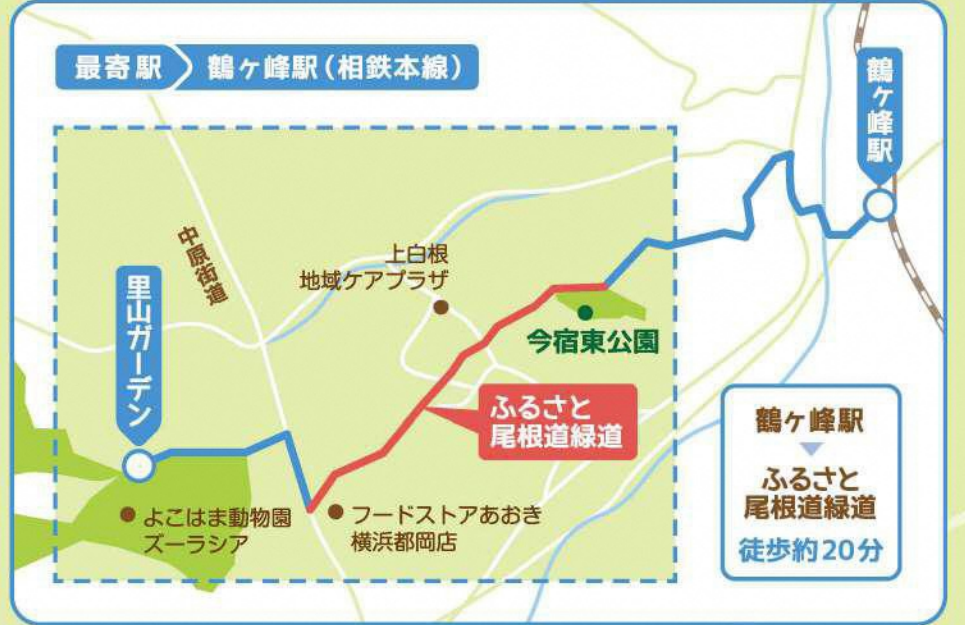 最寄駅 鶴ヶ峰駅(相鉄本線)
鶴ヶ峰駅
中原街道
上白根
地域ケアプラザ
里山ガーデン
今宿東公園
ふるさと
尾根道緑道
鶴ヶ峰駅
ふるさと
尾根道緑道
徒歩約20分
よこはま動物園
ズーラシア
フードストアあおき
横浜都岡店